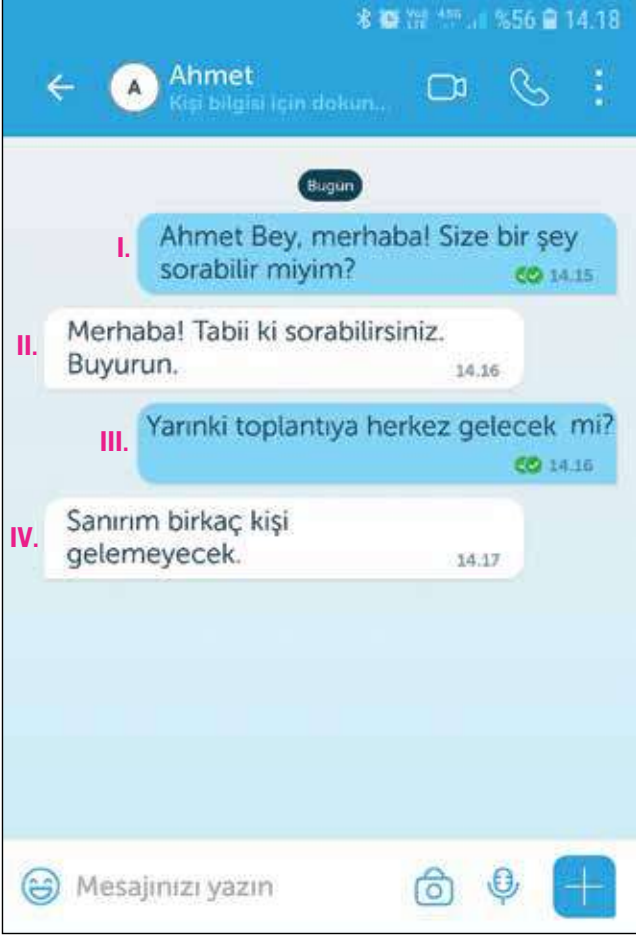 %56 14.18
Ahmet
A
Kişi bilgisi için dokun...
Bugün
I.
Ahmet Bey, merhaba! Size bir şey
sorabilir miyim?
14.15
II.
Merhaba! Tabii ki sorabilirsiniz.
Buyurun.
14.16
III.
Yarınki toplantıya herkez gelecek mi?
14.16
IV.
Sanırım birkaç kişi
gelemeyecek.
14.17
Mesajınızı yazın